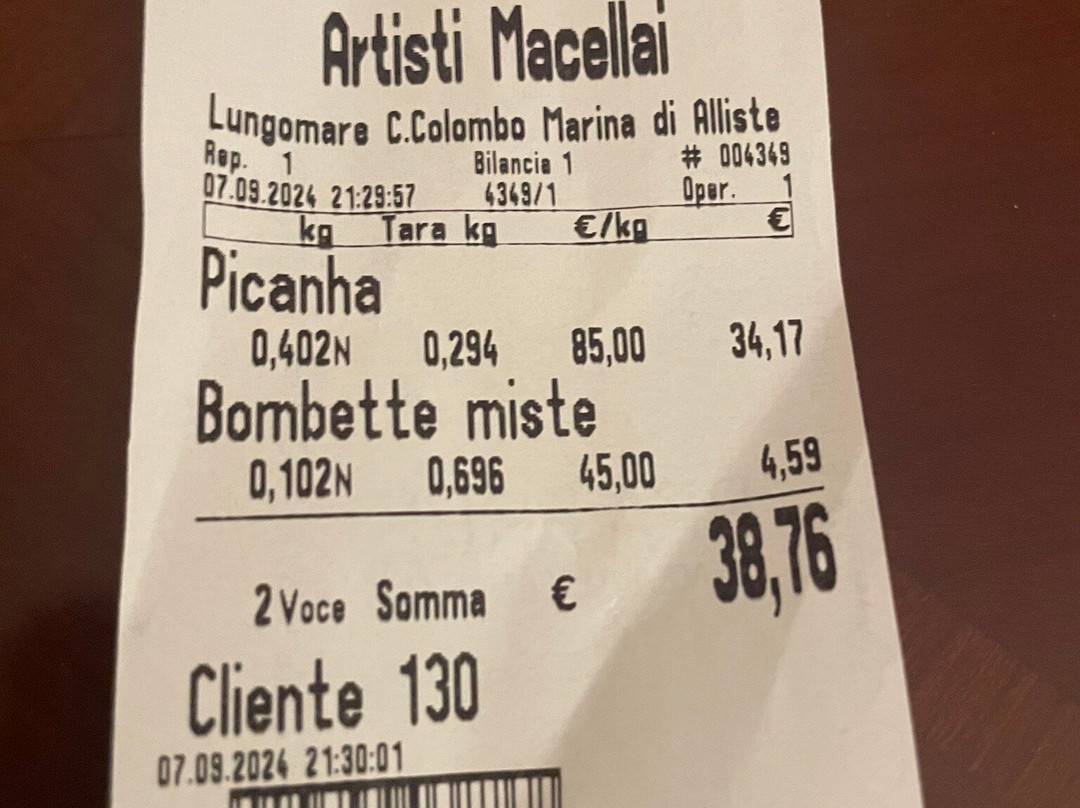 Artisti Macellai
Lungomare C.Colombo Marina di Alliste
Rep. 1 Bilancia 1 # 004349
07.09.2024 21:29:57 4349/1 Oper. 1
kg Tara kg €/kg €
Picanha
0,402N 0,294 85,00 34,17
Bombette miste
0,102N 0,696 45,00 4,59
38,76
2 Voce Somma €
Cliente 130
07.09.2024 21:30:01